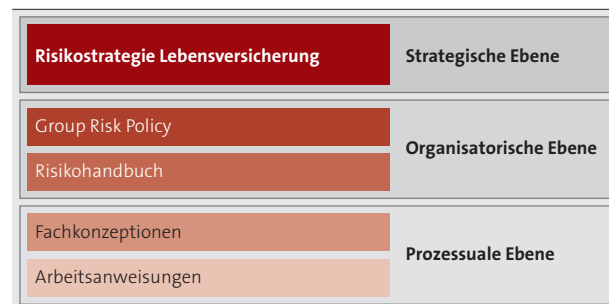 Risikostrategie Lebensversicherung
Strategische Ebene
Group Risk Policy
Risikohandbuch
Organisatorische Ebene
Fachkonzeptionen
Arbeitsanweisungen
Prozessuale Ebene